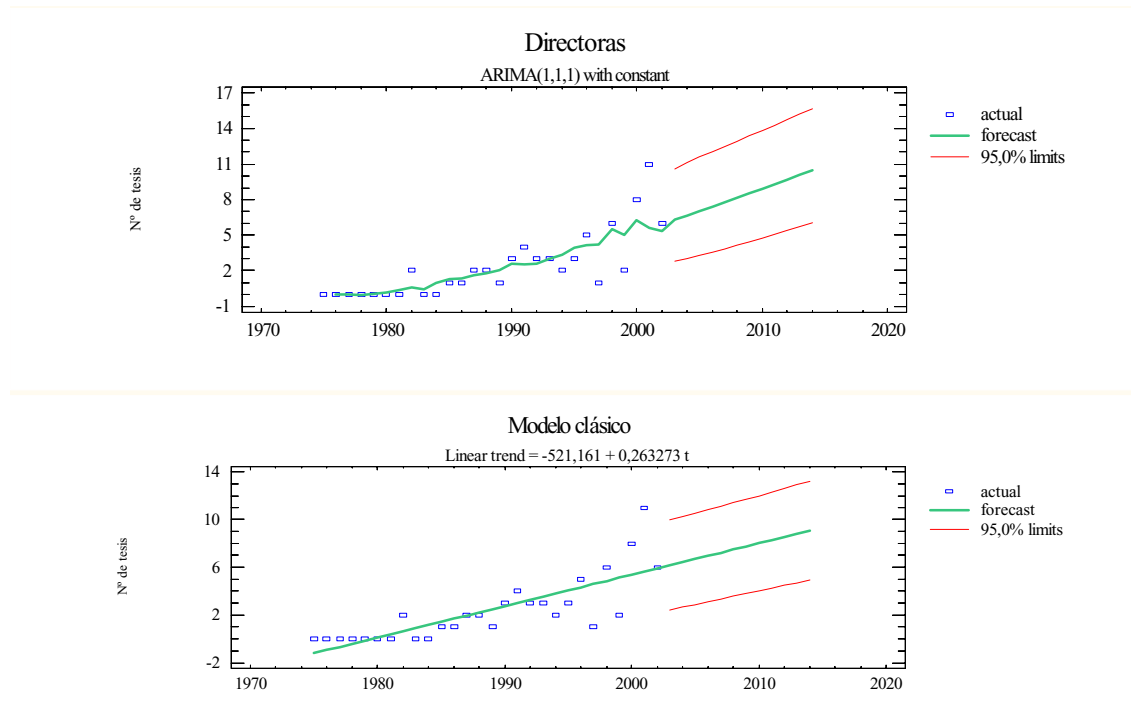 Directoras
ARIMA(1,1,1) with constant
Nº de tesis
17
14
11
8
5
2
-1
1970 1980 1990 2000 2010 2020
actual
forecast
95,0% limits
Modelo clásico
Linear trend = -521,161 + 0,263273 t
Nº de tesis
14
10
6
2
-2
1970 1980 1990 2000 2010 2020
actual
forecast
95,0% limits